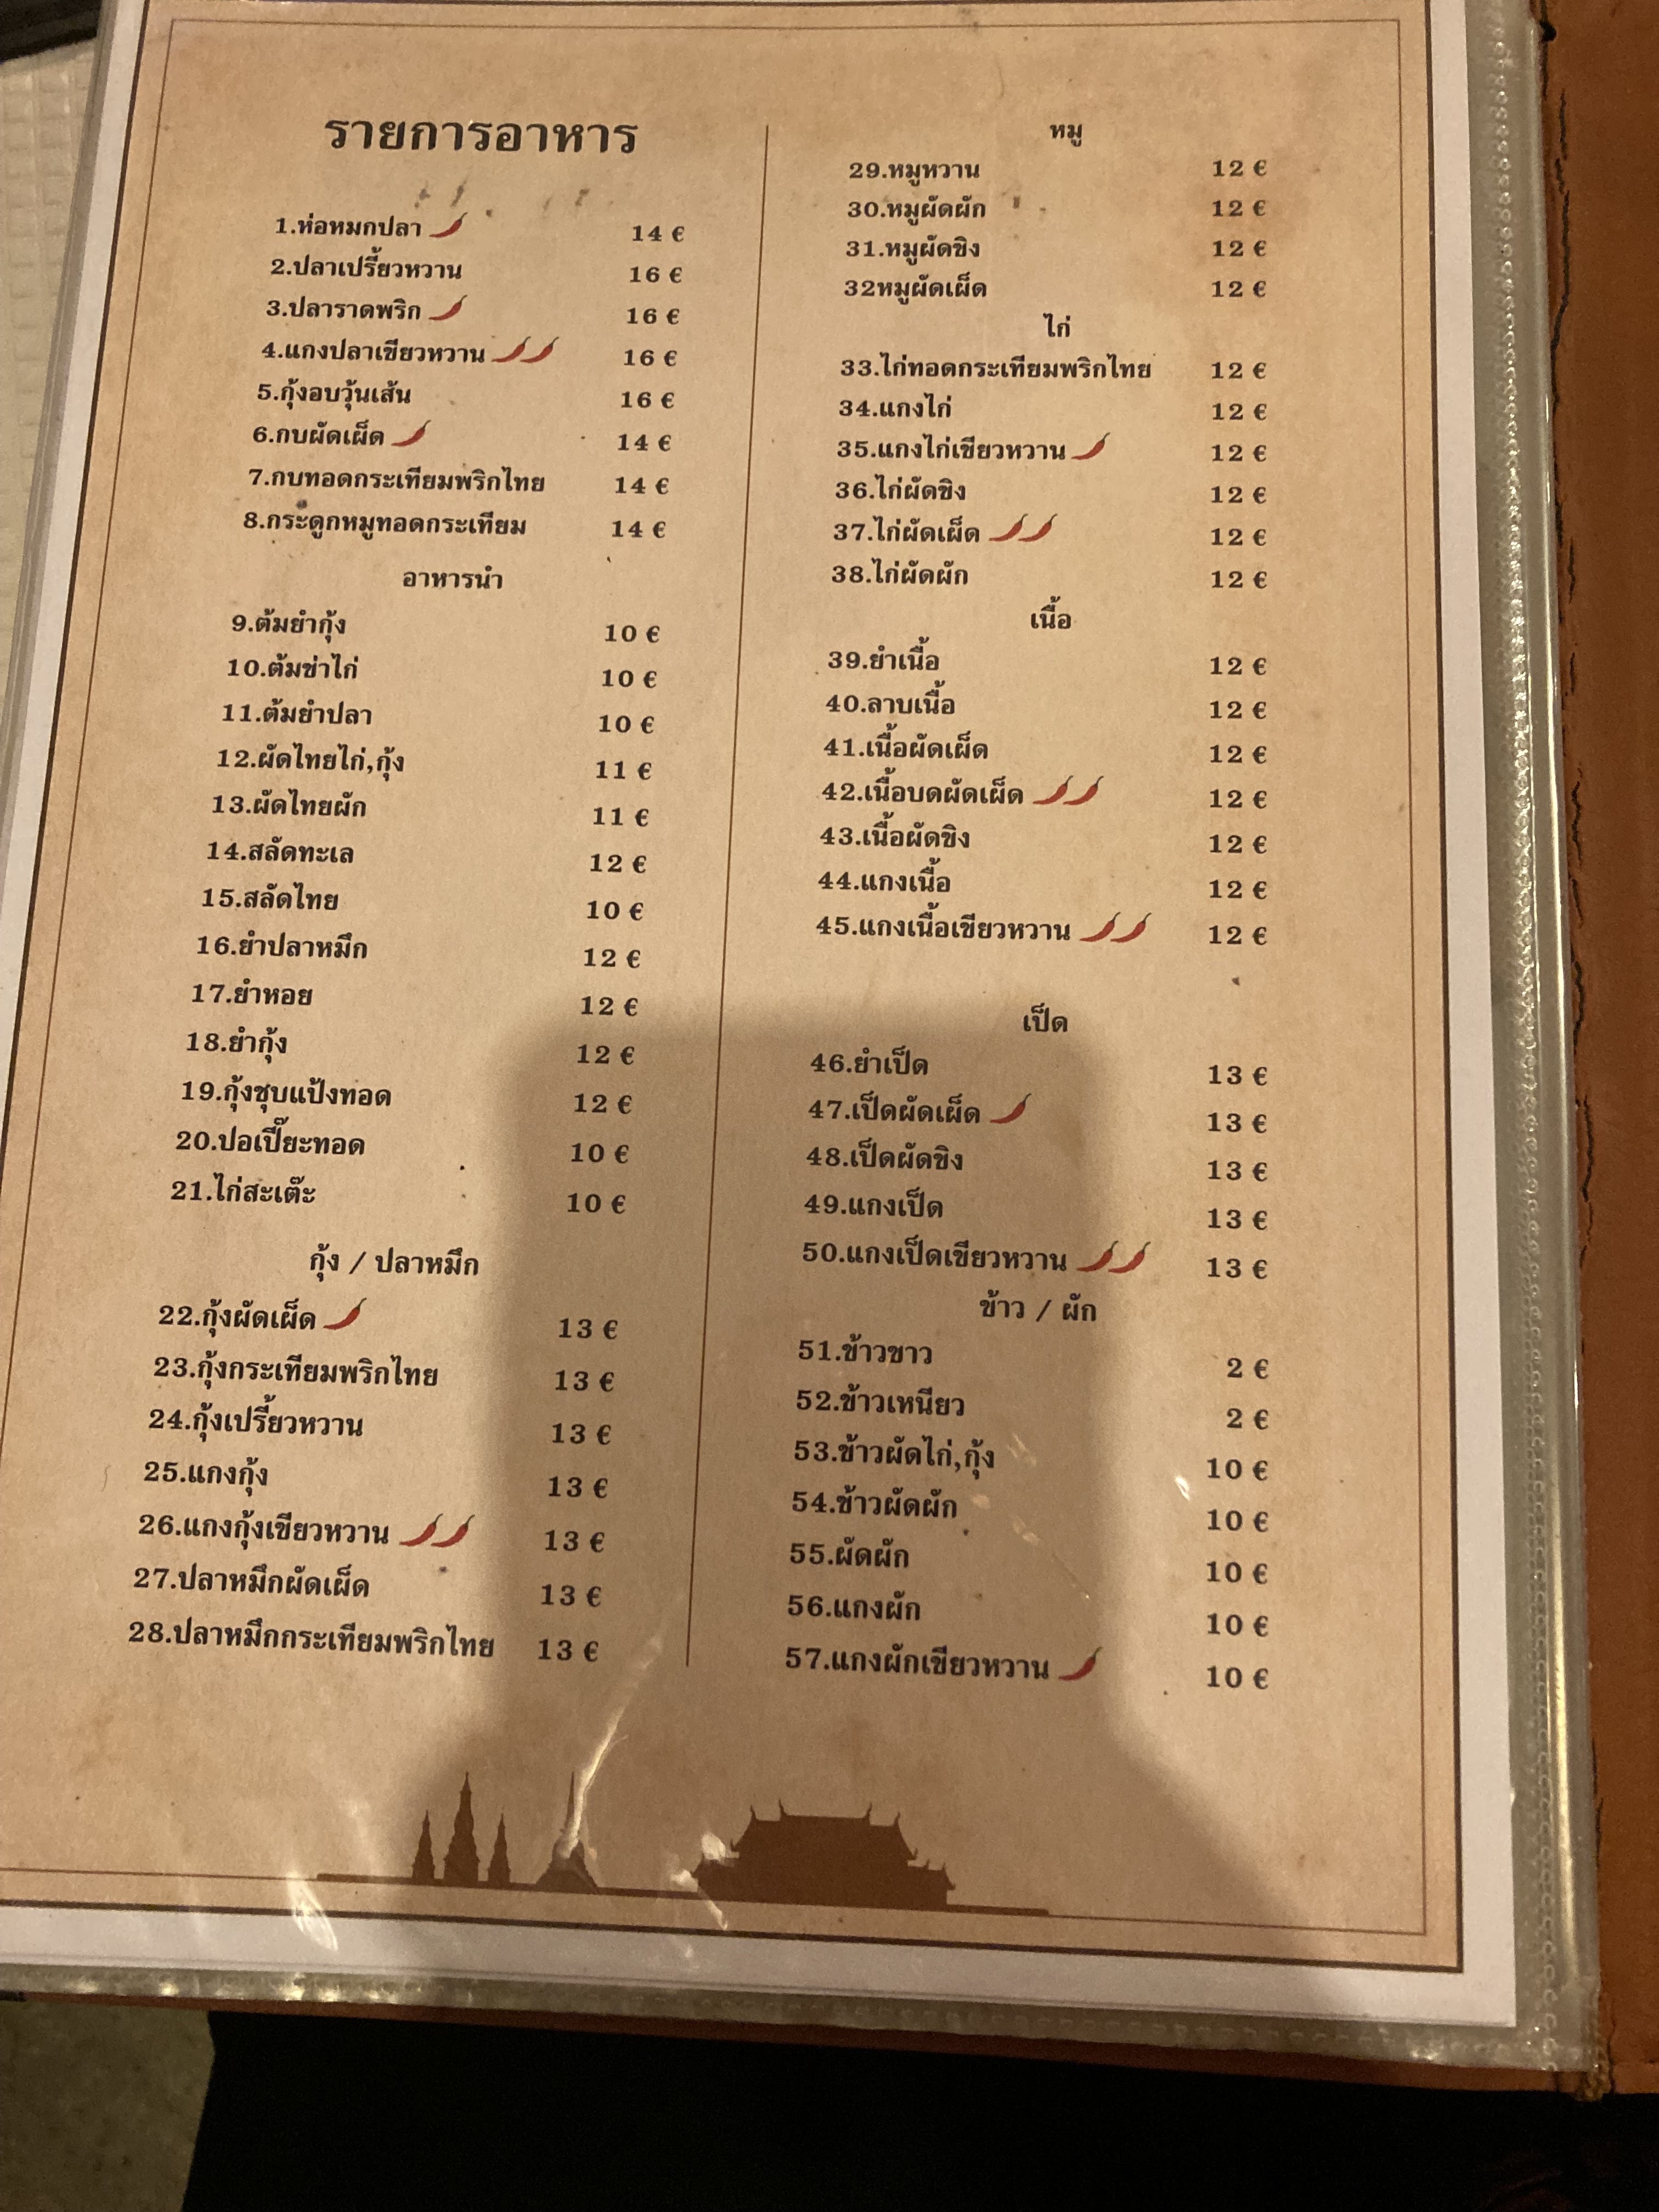 รายการอาหาร
1.ห่อหมกปลา 14 €
2.ปลาเปรี้ยวหวาน 16 €
3.ปลาราดพริก 16 €
4.แกงปลาเขียวหวาน 16 €
5.กุ้งอบวุ้นเส้น 16 €
6.กบผัดเผ็ด 14 €
7.กบทอดกระเทียมพริกไทย 14 €
8.กระดูกหมูทอดกระเทียม 14 €
อาหารนำ
9.ต้มยำกุ้ง 10 €
10.ต้มข่าไก่ 10 €
11.ต้มยำปลา 10 €
12.ผัดไทยไก่,กุ้ง 11 €
13.ผัดไทยผัก 11 €
14.สลัดทะเล 12 €
15.สลัดไทย 10 €
16.ยำปลาหมึก 12 €
17.ยำหอย 12 €
18.ยำกุ้ง 12 €
19.กุ้งชุบแป้งทอด 12 €
20.ปอเปี๊ยะทอด 10 €
21.ไก่สะเต๊ะ 10 €
กุ้ง / ปลาหมึก
22.กุ้งผัดเผ็ด 13 €
23.กุ้งกระเทียมพริกไทย 13 €
24.กุ้งเปรี้ยวหวาน 13 €
25.แกงกุ้ง 13 €
26.แกงกุ้งเขียวหวาน 13 €
27.ปลาหมึกผัดเผ็ด 13 €
28.ปลาหมึกกระเทียมพริกไทย 13 €
หมู
29.หมูหวาน 12 €
30.หมูผัดผัก 12 €
31.หมูผัดขิง 12 €
32หมูผัดเผ็ด 12 €
ไก่
33.ไก่ทอดกระเทียมพริกไทย 12 €
34.แกงไก่ 12 €
35.แกงไก่เขียวหวาน 12 €
36.ไก่ผัดขิง 12 €
37.ไก่ผัดเผ็ด 12 €
38.ไก่ผัดผัก 12 €
เนื้อ
39.ยำเนื้อ 12 €
40.ลาบเนื้อ 12 €
41.เนื้อผัดเผ็ด 12 €
42.เนื้อบดผัดเผ็ด 12 €
43.เนื้อผัดขิง 12 €
44.แกงเนื้อ 12 €
45.แกงเนื้อเขียวหวาน 12 €
เป็ด
46.ยำเป็ด 13 €
47.เป็ดผัดเผ็ด 13 €
48.เป็ดผัดขิง 13 €
49.แกงเป็ด 13 €
50.แกงเป็ดเขียวหวาน 13 €
ข้าว / ผัก
51.ข้าวขาว 2 €
52.ข้าวเหนียว 2 €
53.ข้าวผัดไก่,กุ้ง 10 €
54.ข้าวผัดผัก 10 €
55.ผัดผัก 10 €
56.แกงผัก 10 €
57.แกงผักเขียวหวาน 10 €